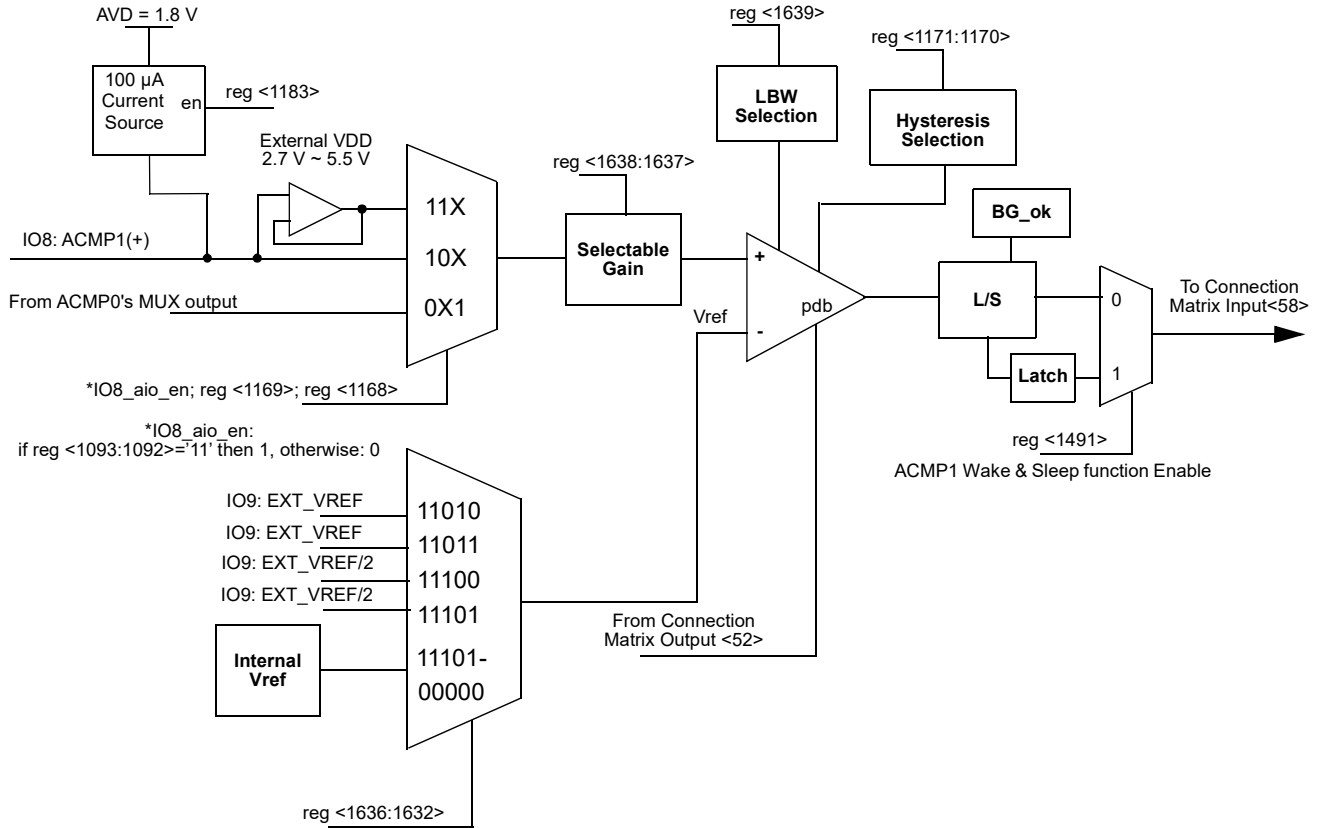 AVD = 1.8 V
100 µA
Current
Source
en
reg <1183>
External VDD
2.7 V ~ 5.5 V
IO8: ACMP1(+)
From ACMP0's MUX output
11X
10X
0X1
*IO8_aio_en; reg <1169>; reg <1168>
*IO8_aio_en:
if reg <1093:1092>='11' then 1, otherwise: 0
reg <1638:1637>
Selectable
Gain
reg <1639>
LBW
Selection
reg <1171:1170>
Hysteresis
Selection
Vref
+
-
pdb
BG_ok
L/S
Latch
0
1
To Connection
Matrix Input<58>
reg <1491>
ACMP1 Wake & Sleep function Enable
IO9: EXT_VREF
IO9: EXT_VREF
IO9: EXT_VREF/2
IO9: EXT_VREF/2
Internal
Vref
11010
11011
11100
11101
11101-
00000
From Connection
Matrix Output <52>
reg <1636:1632>